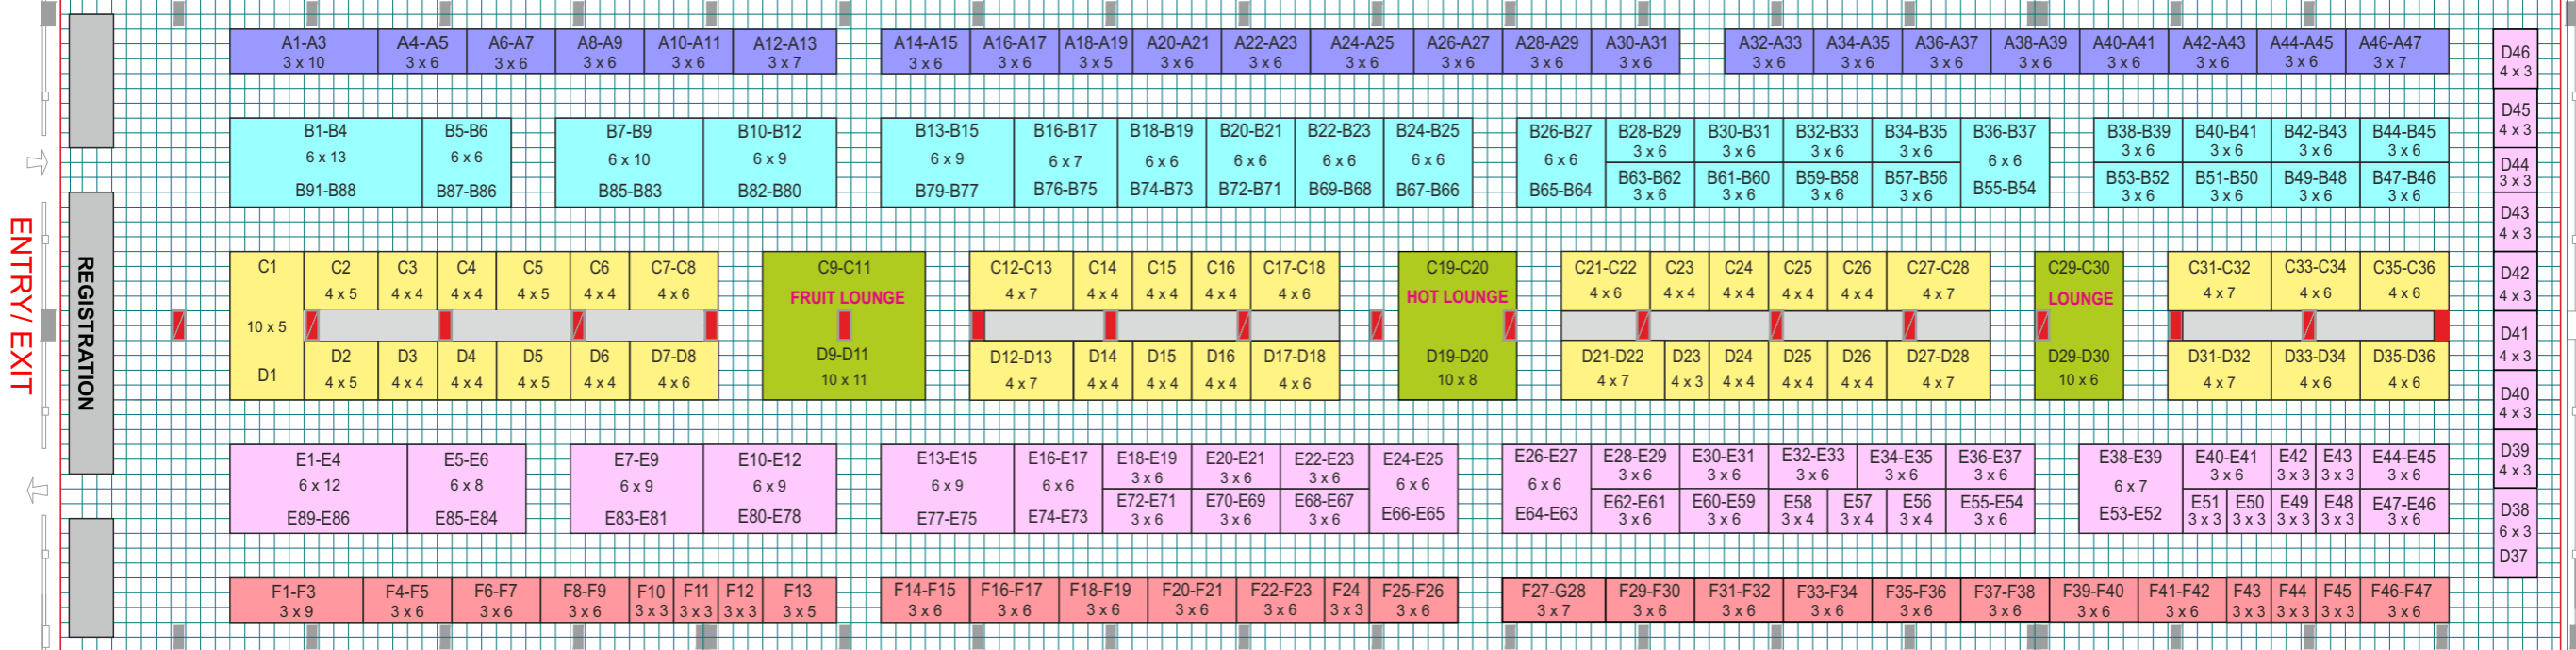 ENTRY/ EXIT
REGISTRATION
A1-A3
3 x 10
A4-A5
3 x 6
A6-A7
3 x 6
A8-A9
3 x 6
A10-A11
3 x 6
A12-A13
3 x 7
A14-A15
3 x 6
A16-A17
3 x 6
A18-A19
3 x 5
A20-A21
3 x 6
A22-A23
3 x 6
A24-A25
3 x 6
A26-A27
3 x 6
A28-A29
3 x 6
A30-A31
3 x 6
A32-A33
3 x 6
A34-A35
3 x 6
A36-A37
3 x 6
A38-A39
3 x 6
A40-A41
3 x 6
A42-A43
3 x 6
A44-A45
3 x 6
A46-A47
3 x 7
B1-B4
6 x 13
B91-B88
B5-B6
6 x 6
B87-B86
B7-B9
6 x 10
B85-B83
B10-B12
6 x 9
B82-B80
B13-B15
6 x 9
B79-B77
B16-B17
6 x 7
B76-B75
B18-B19
6 x 6
B74-B73
B20-B21
6 x 6
B72-B71
B22-B23
6 x 6
B69-B68
B24-B25
6 x 6
B67-B66
B26-B27
6 x 6
B65-B64
B28-B29
3 x 6
B63-B62
3 x 6
B30-B31
3 x 6
B61-B60
3 x 6
B32-B33
3 x 6
B59-B58
3 x 6
B34-B35
3 x 6
B57-B56
3 x 6
B36-B37
6 x 6
B55-B54
B38-B39
3 x 6
B53-B52
3 x 6
B40-B41
3 x 6
B51-B50
3 x 6
B42-B43
3 x 6
B49-B48
3 x 6
B44-B45
3 x 6
B47-B46
3 x 6
C1
10 x 5
D1
C2
4 x 5
C3
4 x 4
C4
4 x 4
C5
4 x 5
C6
4 x 4
C7-C8
4 x 6
D2
4 x 5
D3
4 x 4
D4
4 x 4
D5
4 x 5
D6
4 x 4
D7-D8
4 x 6
C9-C11
FRUIT LOUNGE
D9-D11
10 x 11
C12-C13
4 x 7
C14
4 x 4
C15
4 x 4
C16
4 x 4
C17-C18
4 x 6
D12-D13
4 x 7
D14
4 x 4
D15
4 x 4
D16
4 x 4
D17-D18
4 x 6
C19-C20
HOT LOUNGE
D19-D20
10 x 8
C21-C22
4 x 6
C23
4 x 4
C24
4 x 4
C25
4 x 4
C26
4 x 4
C27-C28
4 x 7
D21-D22
4 x 7
D23
4 x 3
D24
4 x 4
D25
4 x 4
D26
4 x 4
D27-D28
4 x 7
C29-C30
LOUNGE
D29-D30
10 x 6
C31-C32
4 x 7
C33-C34
4 x 6
C35-C36
4 x 6
D31-D32
4 x 7
D33-D34
4 x 6
D35-D36
4 x 6
E1-E4
6 x 12
E89-E86
E5-E6
6 x 8
E85-E84
E7-E9
6 x 9
E83-E81
E10-E12
6 x 9
E80-E78
E13-E15
6 x 9
E77-E75
E16-E17
6 x 6
E74-E73
E18-E19
3 x 6
E72-E71
3 x 6
E20-E21
3 x 6
E70-E69
3 x 6
E22-E23
3 x 6
E68-E67
3 x 6
E24-E25
6 x 6
E66-E65
E26-E27
6 x 6
E64-E63
E28-E29
3 x 6
E30-E31
3 x 6
E32-E33
3 x 6
E34-E35
3 x 6
E36-E37
3 x 6
E62-E61
3 x 6
E60-E59
3 x 6
E58
3 x 4
E57
3 x 4
E56
3 x 4
E55-E54
3 x 6
E38-E39
6 x 7
E53-E52
E40-E41
3 x 6
E42
3 x 3
E43
3 x 3
E44-E45
3 x 6
E51
3 x 3
E50
3 x 3
E49
3 x 3
E48
3 x 3
E47-E46
3 x 6
F1-F3
3 x 9
F4-F5
3 x 6
F6-F7
3 x 6
F8-F9
3 x 6
F10
3 x 3
F11
3 x 3
F12
3 x 3
F13
3 x 5
F14-F15
3 x 6
F16-F17
3 x 6
F18-F19
3 x 6
F20-F21
3 x 6
F22-F23
3 x 6
F24
3 x 3
F25-F26
3 x 6
F27-G28
3 x 7
F29-F30
3 x 6
F31-F32
3 x 6
F33-F34
3 x 6
F35-F36
3 x 6
F37-F38
3 x 6
F39-F40
3 x 6
F41-F42
3 x 6
F43
3 x 3
F44
3 x 3
F45
3 x 3
F46-F47
3 x 6
D46
4 x 3
D45
4 x 3
D44
3 x 3
D43
4 x 3
D42
4 x 3
D41
4 x 3
D40
4 x 3
D39
4 x 3
D38
6 x 3
D37